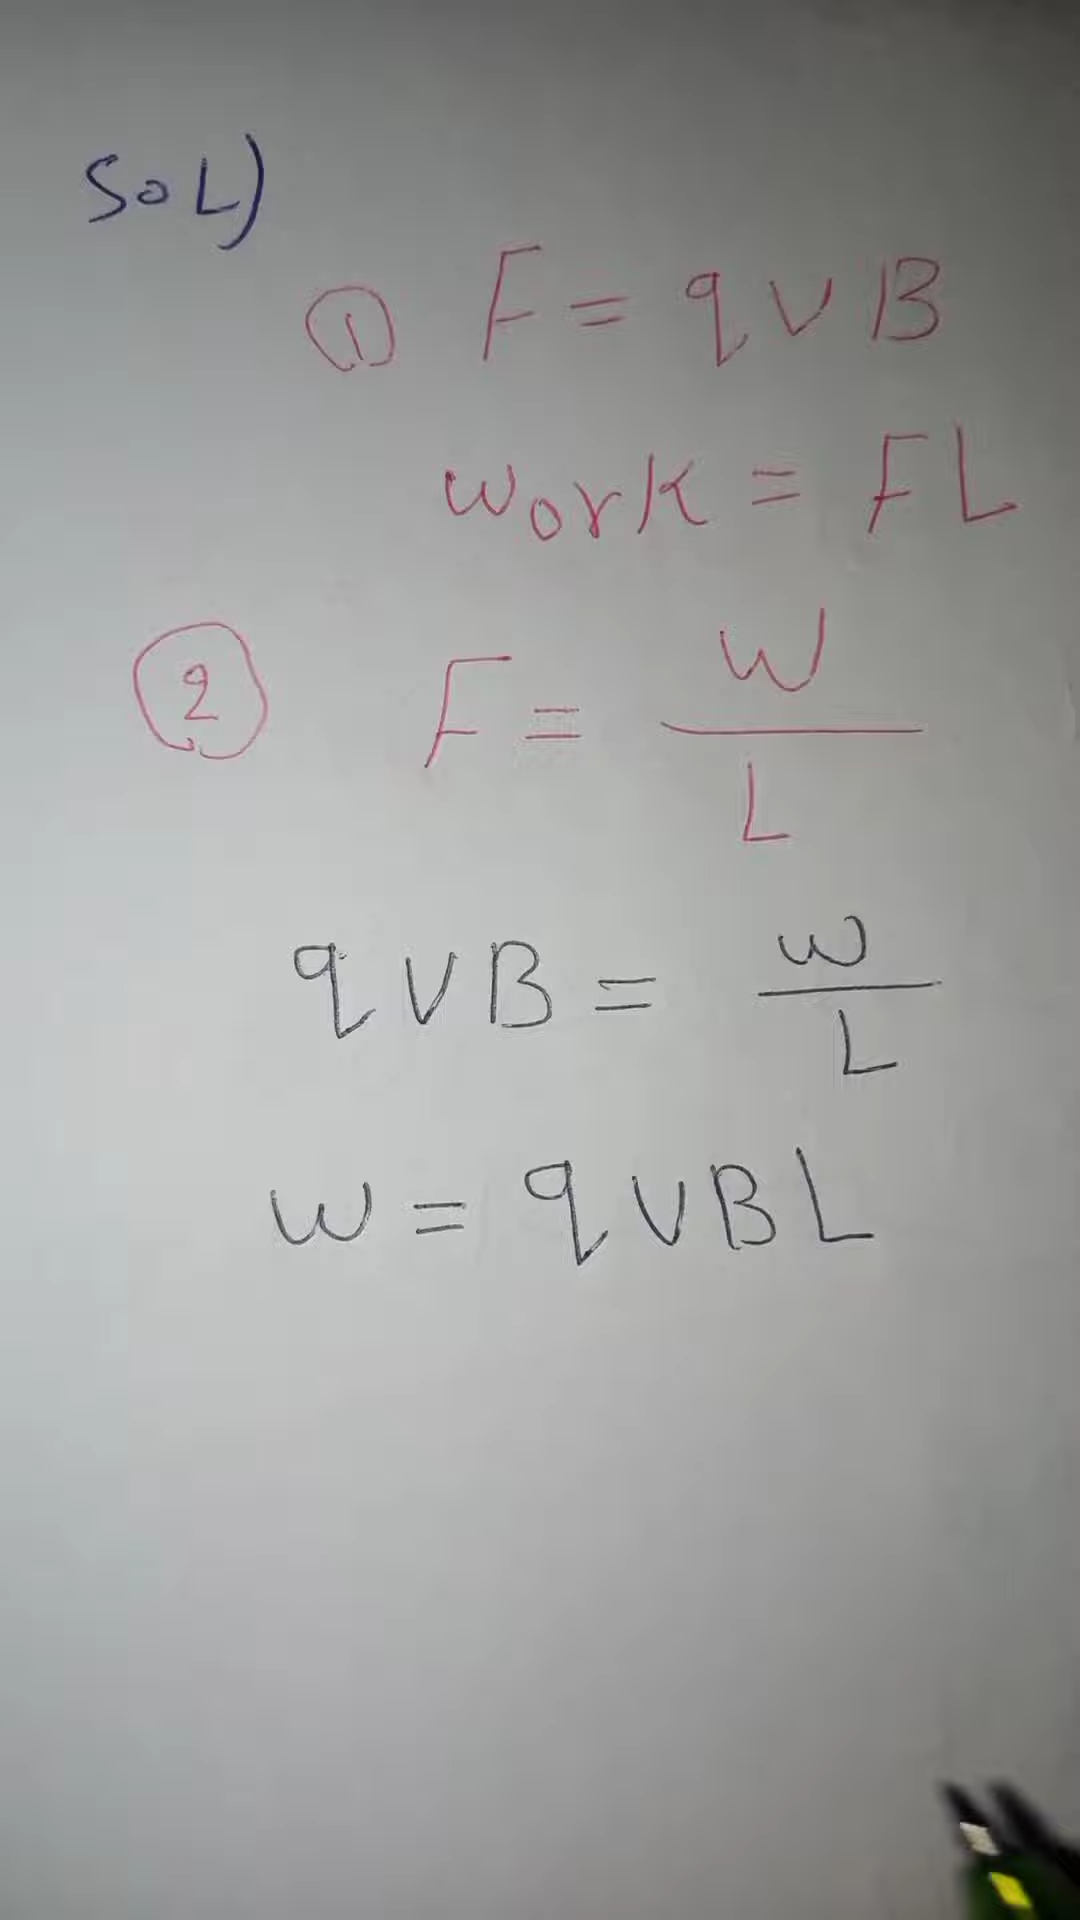 SoL)
① F = qvB
work = FL
② F = W/L
qvB = w/L
w = qvBL